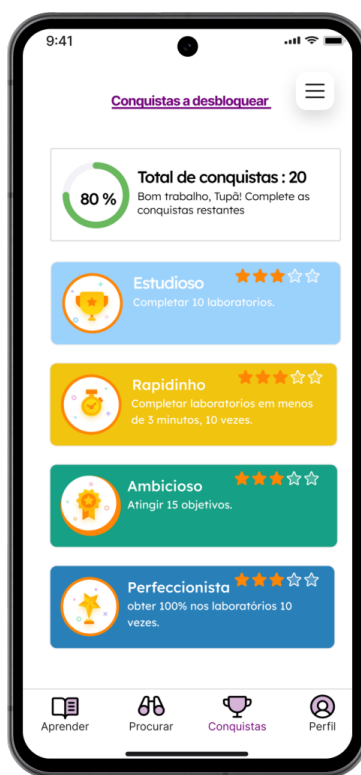 9:41
Conquistas a desbloquear
80 %
Total de conquistas : 20
Bom trabalho, Tupâ! Complete as
conquistas restantes
Estudioso
Completar 10 laboratorios.
Rapidinho
Completar laboratorios em menos
de 3 minutos, 10 vezes.
Ambicioso
Atingir 15 objetivos.
Perfeccionista
obter 100% nos laboratórios 10
vezes.
Aprender
Procurar
Conquistas
Perfil